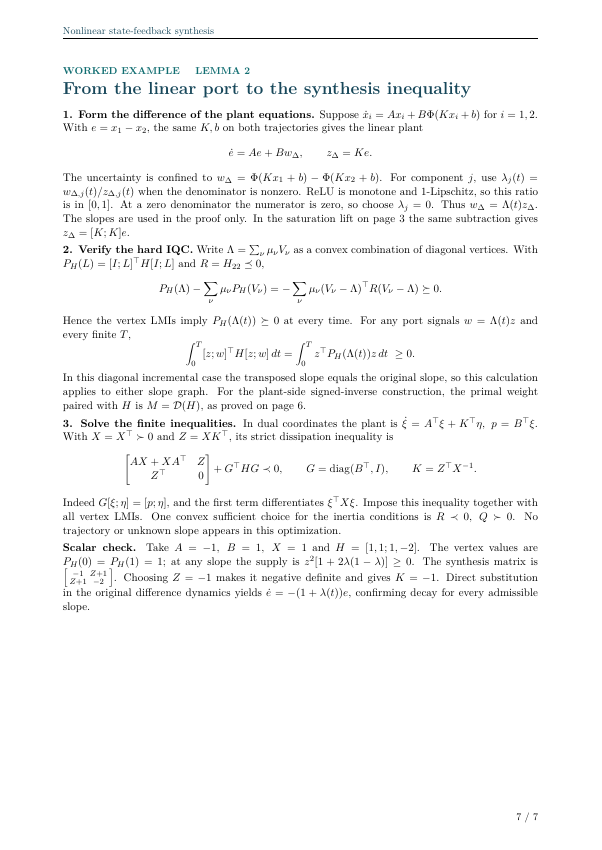 Nonlinear state-feedback synthesis
WORKED EXAMPLE LEMMA 2
From the linear port to the synthesis inequality
1. Form the difference of the plant equations. Suppose ẋᵢ = Axᵢ + BΦ(Kxᵢ + b) for i = 1, 2.
With e = x₁ − x₂, the same K, b on both trajectories gives the linear plant
ė = Ae + Bw_Δ, z_Δ = Ke.
The uncertainty is confined to w_Δ = Φ(Kx₁ + b) − Φ(Kx₂ + b). For component j, use λⱼ(t) =
w_{Δ,j}(t)/z_{Δ,j}(t) when the denominator is nonzero. ReLU is monotone and 1-Lipschitz, so this ratio
is in [0, 1]. At a zero denominator the numerator is zero, so choose λⱼ = 0. Thus w_Δ = Λ(t)z_Δ.
The slopes are used in the proof only. In the saturation lift on page 3 the same subtraction gives
z_Δ = [K; K]e.
2. Verify the hard IQC. Write Λ = ∑_ν μ_ν V_ν as a convex combination of diagonal vertices. With
P_H(L) = [I; L]^⊤ H[I; L] and R = H₂₂ ⪯ 0,
P_H(Λ) − ∑_ν μ_ν P_H(V_ν) = −∑_ν μ_ν (V_ν − Λ)^⊤ R(V_ν − Λ) ⪰ 0.
Hence the vertex LMIs imply P_H(Λ(t)) ⪰ 0 at every time. For any port signals w = Λ(t)z and
every finite T,
∫₀^T [z; w]^⊤ H[z; w] dt = ∫₀^T z^⊤ P_H(Λ(t))z dt ≥ 0.
In this diagonal incremental case the transposed slope equals the original slope, so this calculation
applies to either slope graph. For the plant-side signed-inverse construction, the primal weight
paired with H is M = 𝒟(H), as proved on page 6.
3. Solve the finite inequalities. In dual coordinates the plant is ξ̇ = A^⊤ξ + K^⊤η, p = B^⊤ξ.
With X = X^⊤ ≻ 0 and Z = XK^⊤, its strict dissipation inequality is
[AX + XA^⊤ Z; Z^⊤ 0] + G^⊤HG ≺ 0, G = diag(B^⊤, I), K = Z^⊤X⁻¹.
Indeed G[ξ; η] = [p; η], and the first term differentiates ξ^⊤Xξ. Impose this inequality together with
all vertex LMIs. One convex sufficient choice for the inertia conditions is R ≺ 0, Q ≻ 0. No
trajectory or unknown slope appears in this optimization.
Scalar check. Take A = −1, B = 1, X = 1 and H = [1, 1; 1, −2]. The vertex values are
P_H(0) = P_H(1) = 1; at any slope the supply is z²[1 + 2λ(1 − λ)] ≥ 0. The synthesis matrix is
[−1 Z+1; Z+1 −2]. Choosing Z = −1 makes it negative definite and gives K = −1. Direct substitution
in the original difference dynamics yields ė = −(1 + λ(t))e, confirming decay for every admissible
slope.
7 / 7